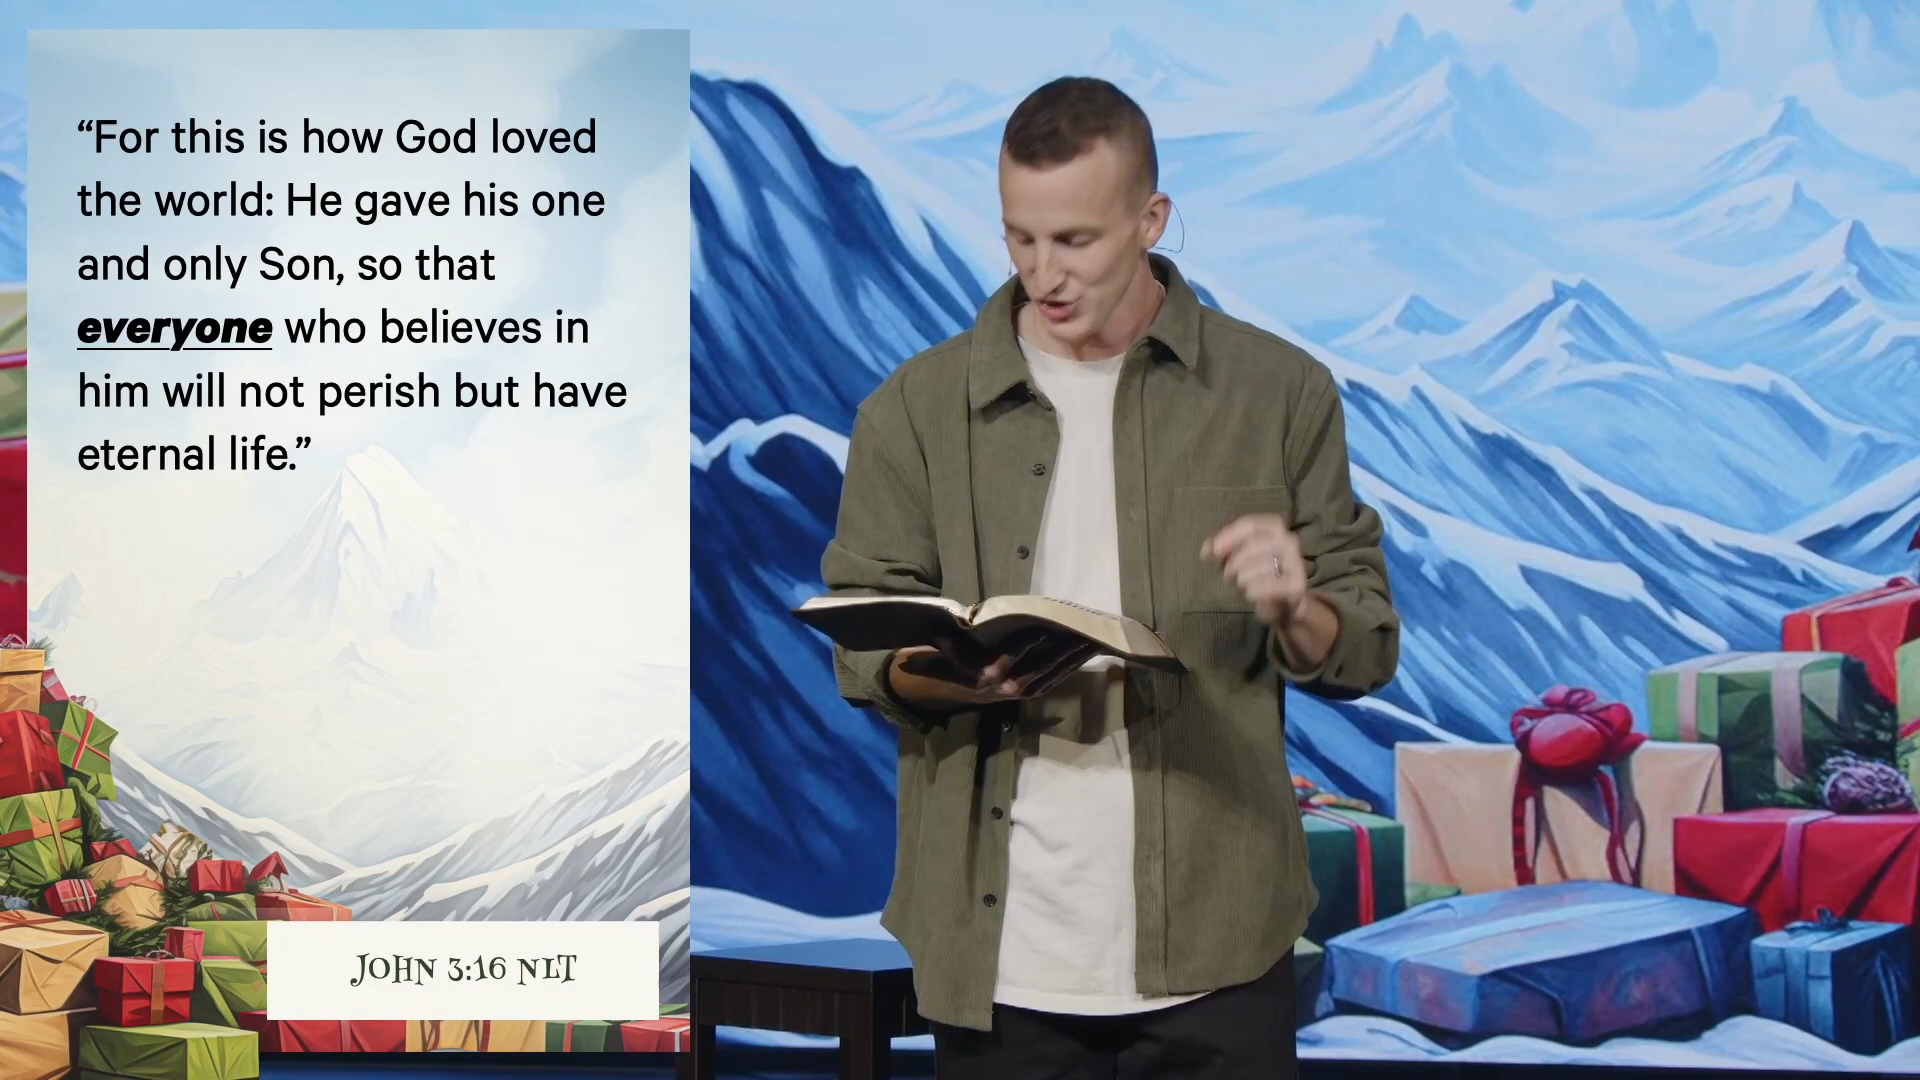 “For this is how God loved
the world: He gave his one
and only Son, so that
everyone who believes in
him will not perish but have
eternal life.”
JOHN 3:16 NLT